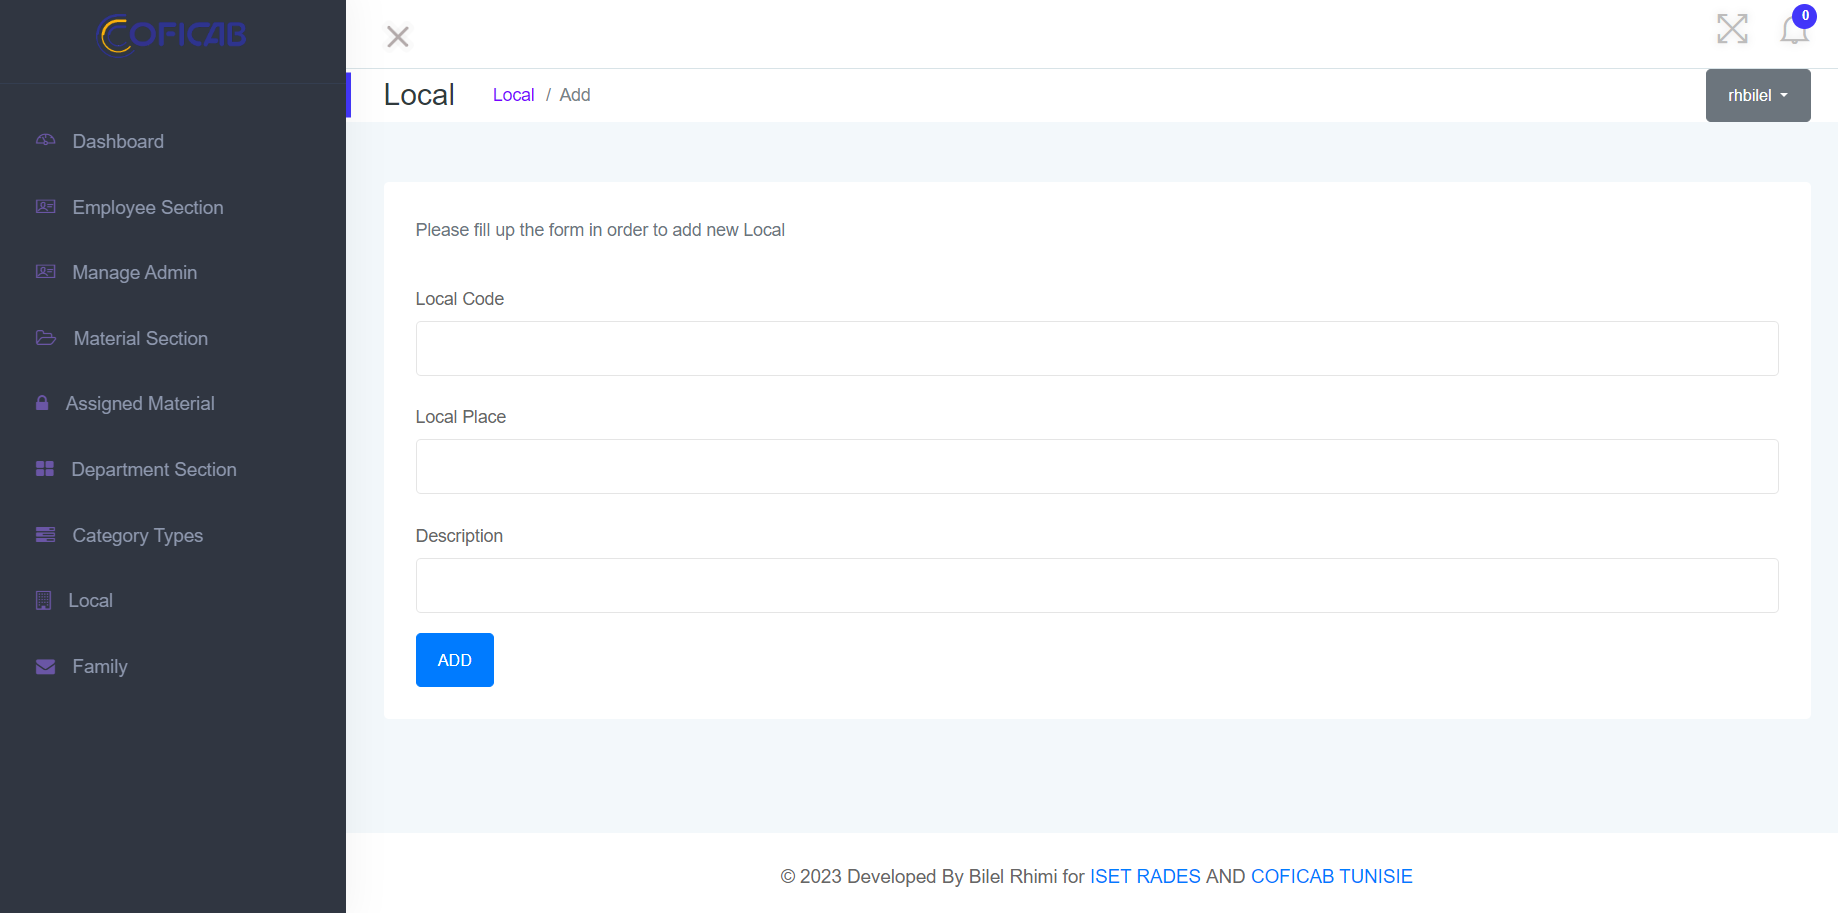 COFICAB
Dashboard
Employee Section
Manage Admin
Material Section
Assigned Material
Department Section
Category Types
Local
Family
0
Local
Local / Add
rhbilel
Please fill up the form in order to add new Local
Local Code
Local Place
Description
ADD
© 2023 Developed By Bilel Rhimi for ISET RADES AND COFICAB TUNISIE